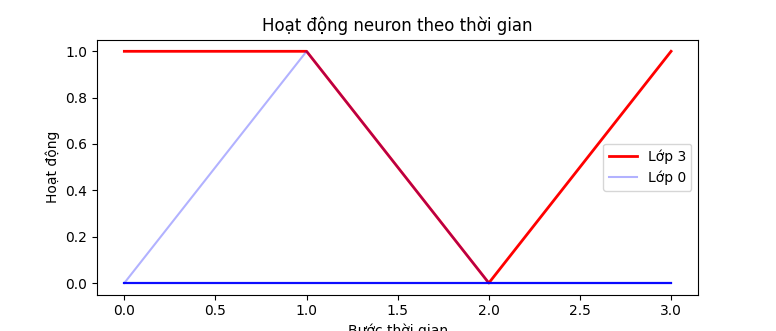 Hoạt động neuron theo thời gian
1.0
0.8
0.6
0.4
0.2
0.0
Hoạt động
Lớp 3
Lớp 0
0.0 0.5 1.0 1.5 2.0 2.5 3.0
Bước thời gian